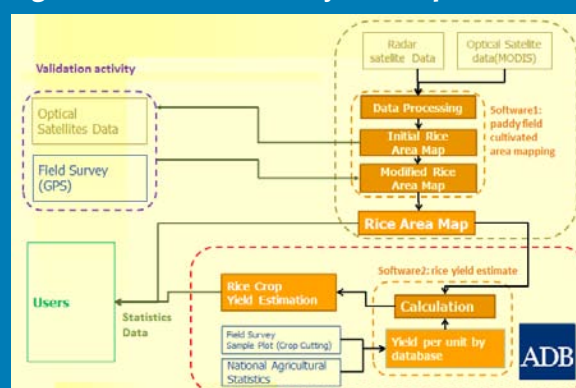 Radar
satellite Data
Optical Satellite
data(MODIS)
Validation activity
Optical
Satellites Data
Field Survey
(GPS)
Data Processing
Initial Rice
Area Map
Modified Rice
Area Map
Software1:
paddy field
cultivated
area mapping
Rice Area Map
Software2: rice yield estimate
Rice Crop
Yield Estimation
Calculation
Users
Statistics
Data
Field Survey
Sample Plot (Crop Cutting)
National Agricultural
Statistics
Yield per unit by
database
ADB